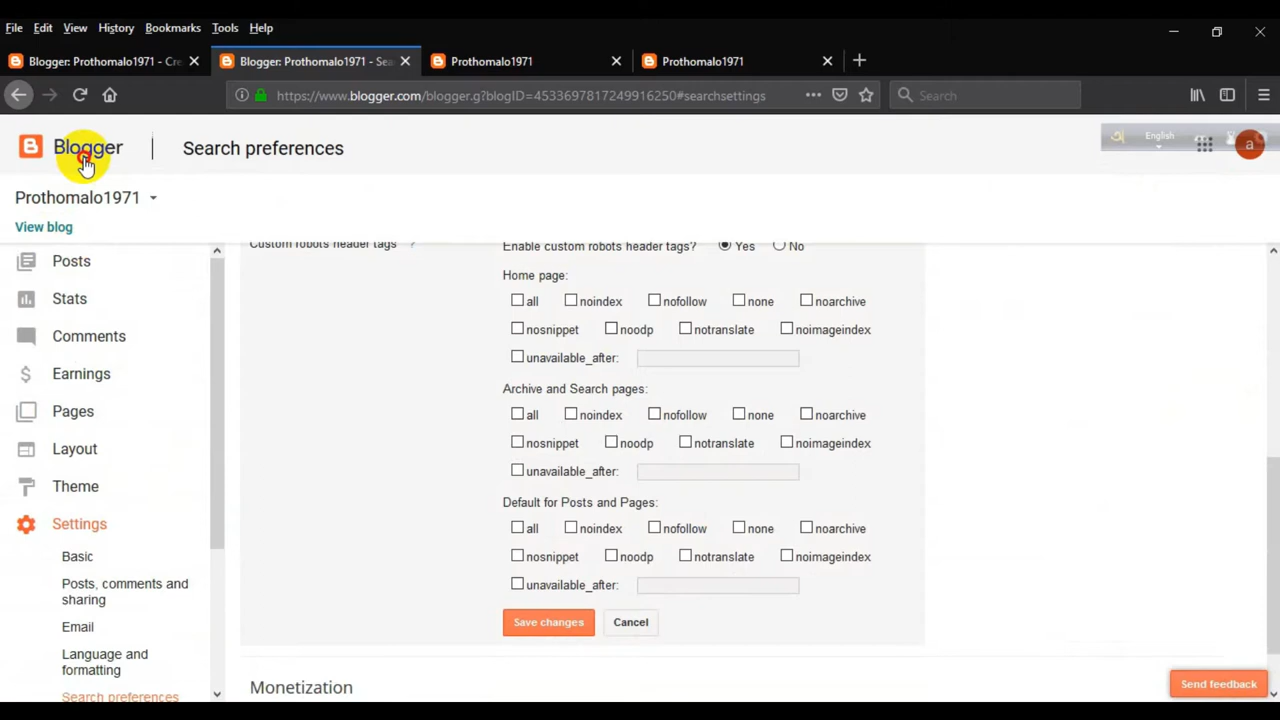 File Edit View History Bookmarks Tools Help
Blogger: Prothomalo1971 - Cre
Blogger: Prothomalo1971 - Sea
Prothomalo1971
Prothomalo1971
https://www.blogger.com/blogger.g?blogID=4533697817249916250#searchsettings
Search
Blogger
Search preferences
English
a
Prothomalo1971
View blog
Posts
Stats
Comments
Earnings
Pages
Layout
Theme
Settings
Basic
Posts, comments and
sharing
Email
Language and
formatting
Search preferences
Custom robots header tags ?
Enable custom robots header tags? Yes No
Home page:
all noindex nofollow none noarchive
nosnippet noodp notranslate noimageindex
unavailable_after:
Archive and Search pages:
all noindex nofollow none noarchive
nosnippet noodp notranslate noimageindex
unavailable_after:
Default for Posts and Pages:
all noindex nofollow none noarchive
nosnippet noodp notranslate noimageindex
unavailable_after:
Save changes Cancel
Monetization
Send feedback